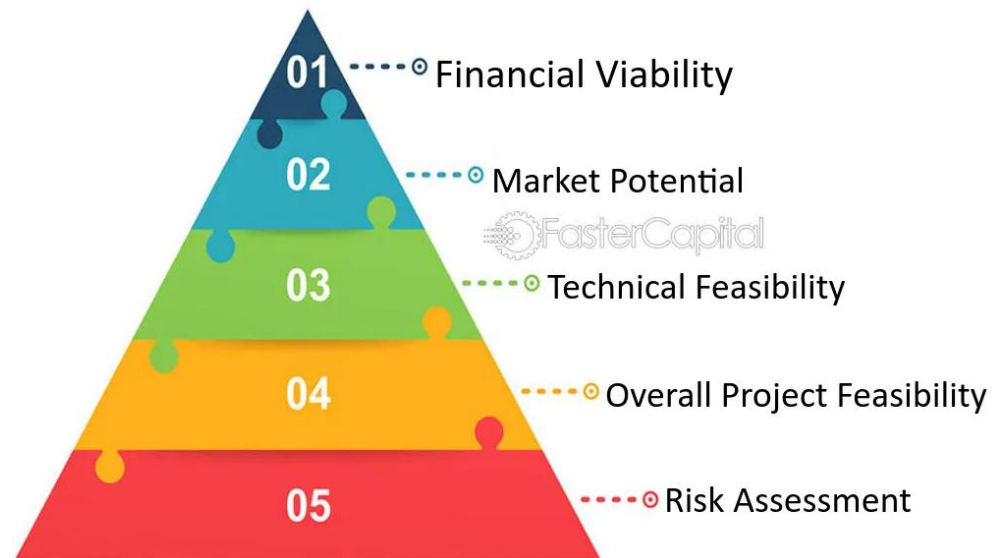 01 Financial Viability
02 Market Potential
FasterCapital
03 Technical Feasibility
04 Overall Project Feasibility
05 Risk Assessment